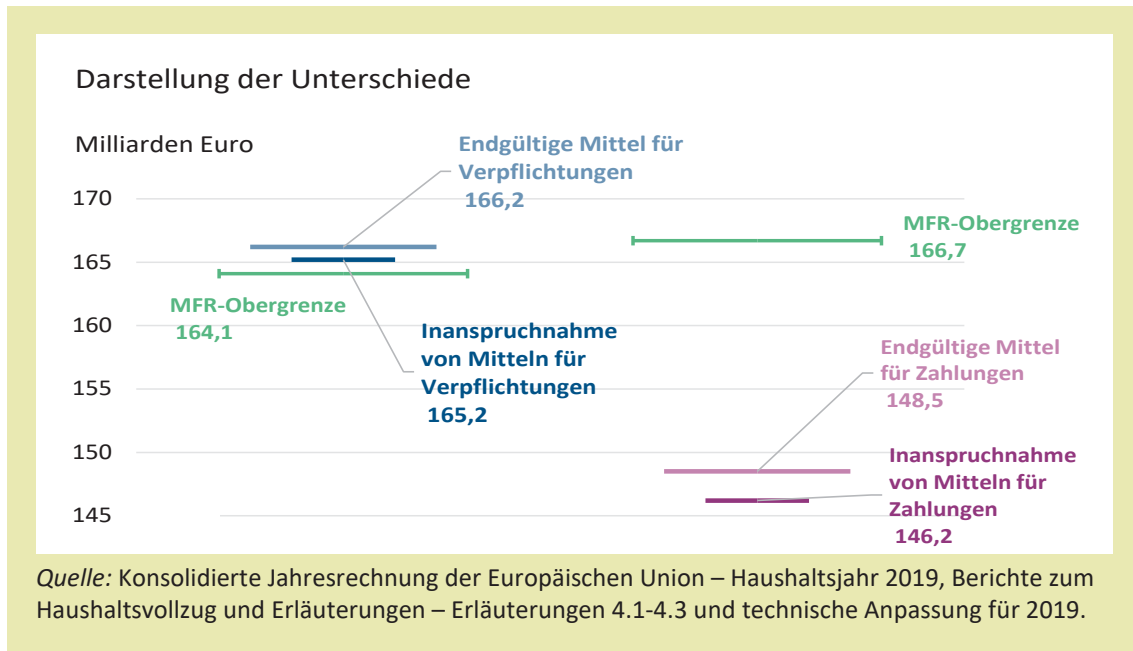 Darstellung der Unterschiede
Milliarden Euro
Endgültige Mittel für
Verpflichtungen
166,2
170
165
160
155
150
145
MFR-Obergrenze
164,1
Inanspruchnahme
von Mitteln für
Verpflichtungen
165,2
MFR-Obergrenze
166,7
Endgültige Mittel
für Zahlungen
148,5
Inanspruchnahme
von Mitteln für
Zahlungen
146,2
Quelle: Konsolidierte Jahresrechnung der Europäischen Union – Haushaltsjahr 2019, Berichte zum
Haushaltsvollzug und Erläuterungen – Erläuterungen 4.1-4.3 und technische Anpassung für 2019.